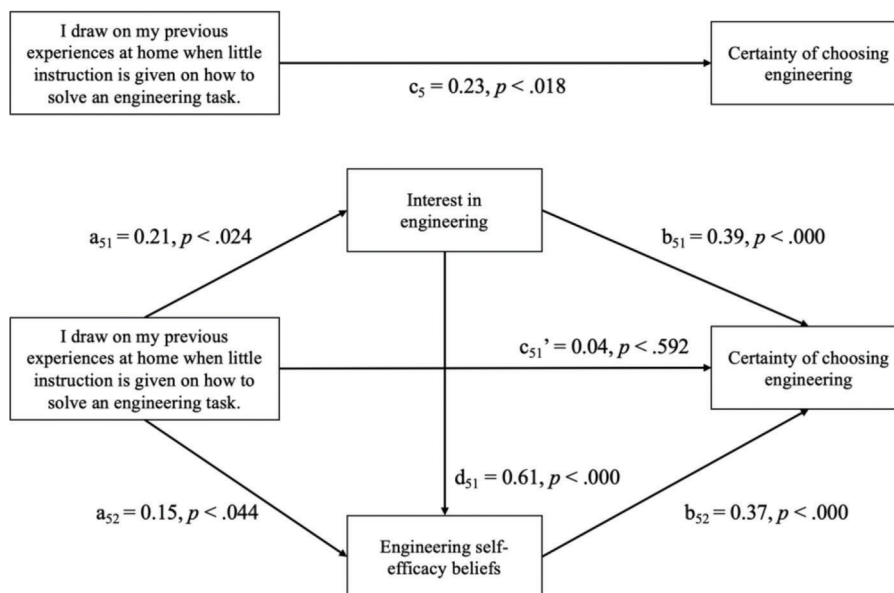 I draw on my previous
experiences at home when little
instruction is given on how to
solve an engineering task.
Certainty of choosing
engineering
c5 = 0.23, p < .018
Interest in
engineering
a51 = 0.21, p < .024
b51 = 0.39, p < .000
I draw on my previous
experiences at home when little
instruction is given on how to
solve an engineering task.
c51’ = 0.04, p < .592
Certainty of choosing
engineering
d51 = 0.61, p < .000
a52 = 0.15, p < .044
b52 = 0.37, p < .000
Engineering self-
efficacy beliefs